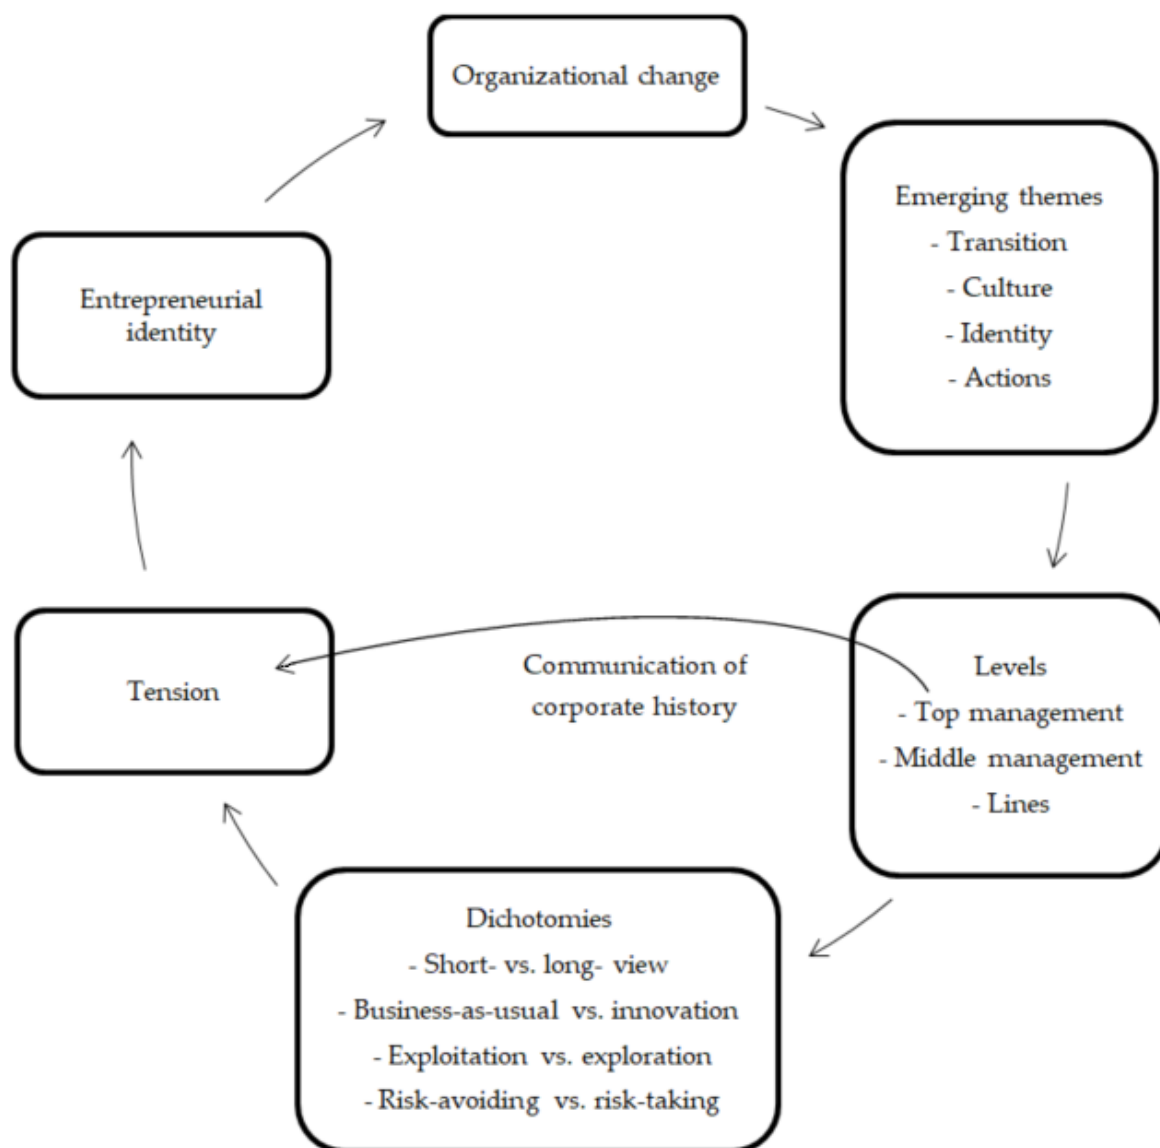 Organizational change
Emerging themes
- Transition
- Culture
- Identity
- Actions
Entrepreneurial
identity
Levels
- Top management
- Middle management
- Lines
Communication of
corporate history
Tension
Dichotomies
- Short- vs. long- view
- Business-as-usual vs. innovation
- Exploitation vs. exploration
- Risk-avoiding vs. risk-taking